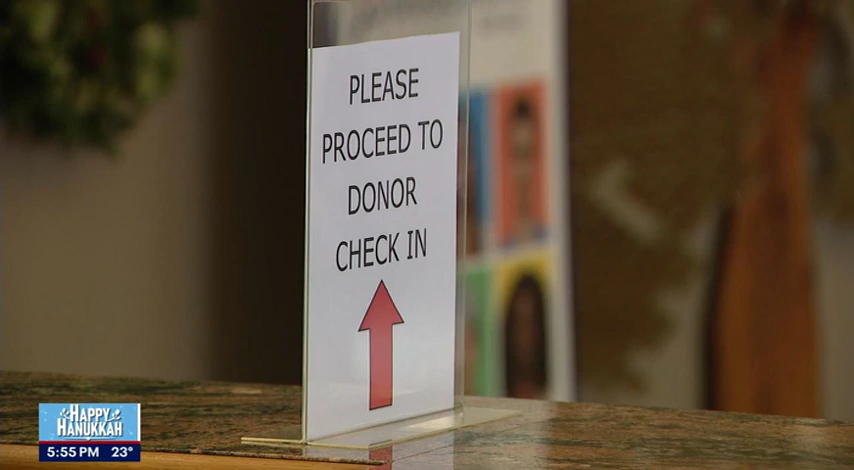 PLEASE
PROCEED TO
DONOR
CHECK IN
HAPPY
HANUKKAH
5:55 PM 23°